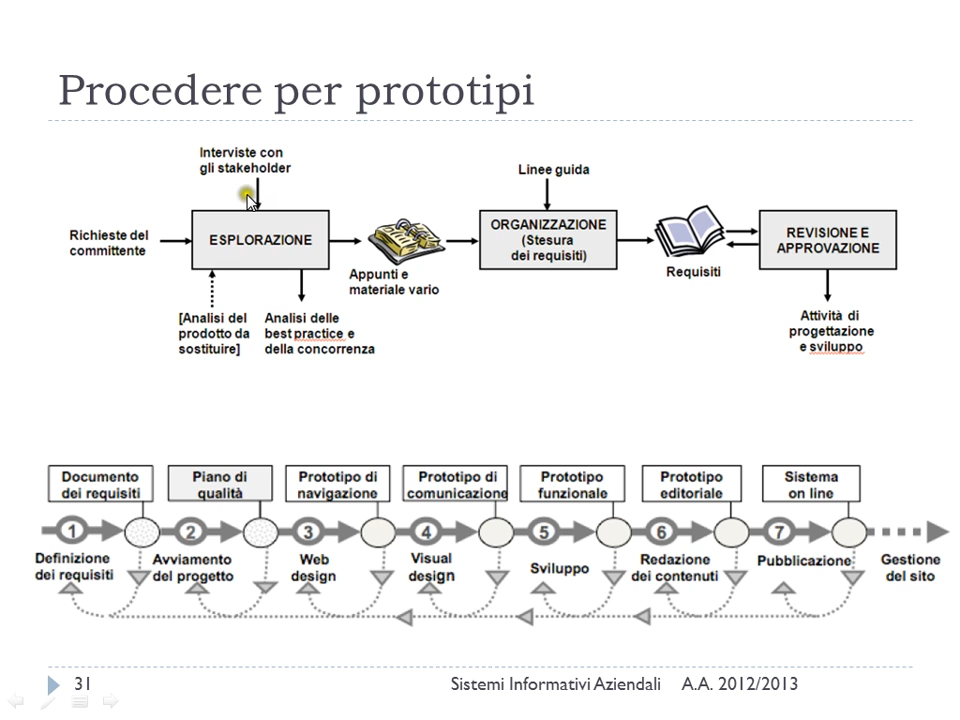 Procedere per prototipi
Interviste con
gli stakeholder
Linee guida
Richieste del
committente
ESPLORAZIONE
ORGANIZZAZIONE
(Stesura
dei requisiti)
REVISIONE E
APPROVAZIONE
Appunti e
materiale vario
Requisiti
[Analisi del
prodotto da
sostituire]
Analisi delle
best practice e
della concorrenza
Attività di
progettazione
e sviluppo
Documento
dei requisiti
Piano di
qualità
Prototipo di
navigazione
Prototipo di
comunicazione
Prototipo
funzionale
Prototipo
editoriale
Sistema
on line
1
2
3
4
5
6
7
Definizione
dei requisiti
Avviamento
del progetto
Web
design
Visual
design
Sviluppo
Redazione
dei contenuti
Pubblicazione
Gestione
del sito
31
Sistemi Informativi Aziendali A.A. 2012/2013